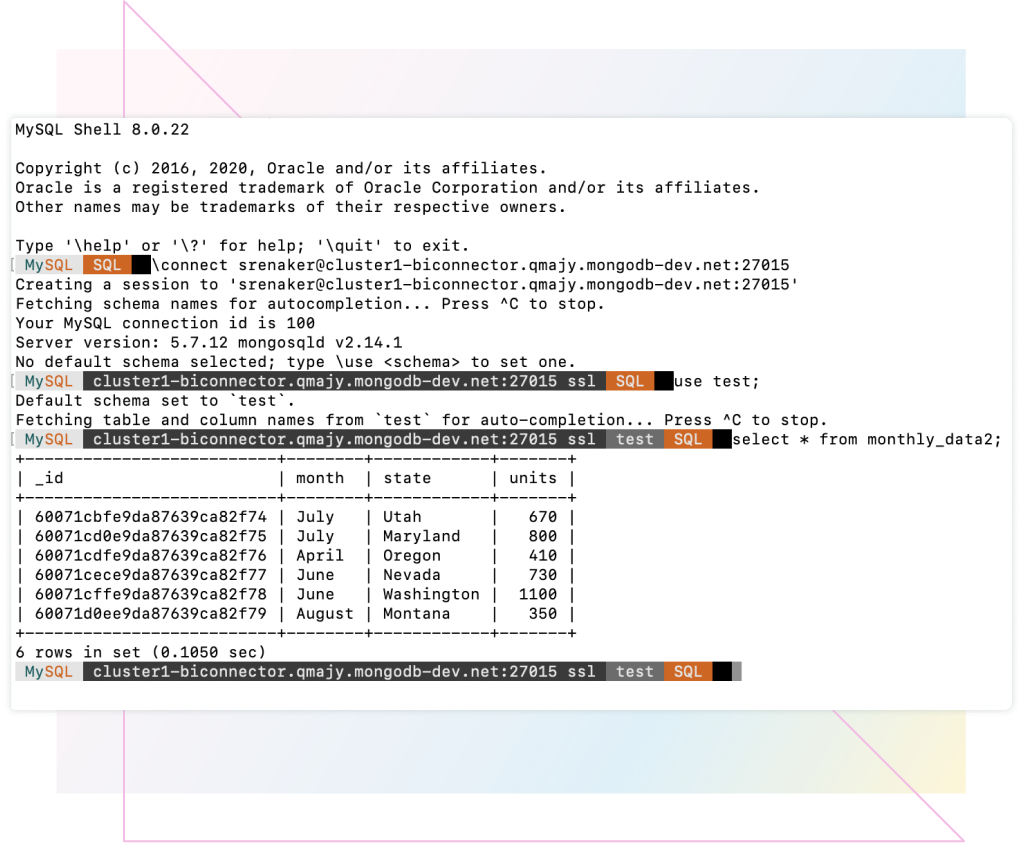 MySQL Shell 8.0.22
Copyright (c) 2016, 2020, Oracle and/or its affiliates.
Oracle is a registered trademark of Oracle Corporation and/or its affiliates.
Other names may be trademarks of their respective owners.
Type '\help' or '\?' for help; '\quit' to exit.
[ MySQL  SQL  \connect srenaker@cluster1-biconnector.qmajy.mongodb-dev.net:27015
Creating a session to 'srenaker@cluster1-biconnector.qmajy.mongodb-dev.net:27015'
Fetching schema names for autocompletion... Press ^C to stop.
Your MySQL connection id is 100
Server version: 5.7.12 mongosqld v2.14.1
No default schema selected; type \use <schema> to set one.
[ MySQL  cluster1-biconnector.qmajy.mongodb-dev.net:27015 ssl  SQL  use test;
Default schema set to `test`.
Fetching table and column names from `test` for auto-completion... Press ^C to stop.
[ MySQL  cluster1-biconnector.qmajy.mongodb-dev.net:27015 ssl  test  SQL  select * from monthly_data2;
+--------------------------+--------+------------+-------+
| _id                      | month  | state      | units |
+--------------------------+--------+------------+-------+
| 60071cbfe9da87639ca82f74 | July   | Utah       |   670 |
| 60071cd0e9da87639ca82f75 | July   | Maryland   |   800 |
| 60071cdfe9da87639ca82f76 | April  | Oregon     |   410 |
| 60071cece9da87639ca82f77 | June   | Nevada     |   730 |
| 60071cffe9da87639ca82f78 | June   | Washington |  1100 |
| 60071d0ee9da87639ca82f79 | August | Montana    |   350 |
+--------------------------+--------+------------+-------+
6 rows in set (0.1050 sec)
MySQL  cluster1-biconnector.qmajy.mongodb-dev.net:27015 ssl  test  SQL